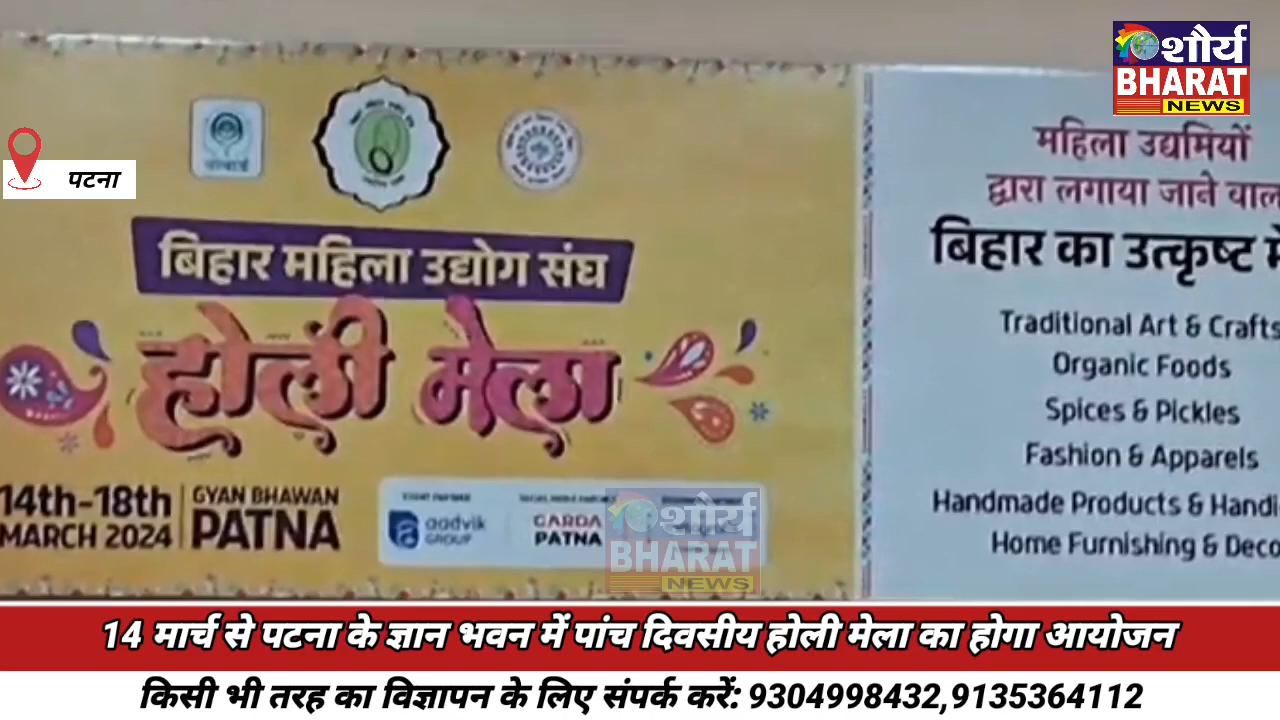 शौर्य
BHARAT
NEWS
पटना
बिहार महिला उद्योग संघ
होली मेला
14th-18th
MARCH 2024
GYAN BHAWAN
PATNA
aadvik
GROUP
GARDA
PATNA
शौर्य
BHARAT
NEWS
महिला उद्यमियों
द्वारा लगाया जाने
बिहार का उत्कृष्ट
Traditional Art & Crafts
Organic Foods
Spices & Pickles
Fashion & Apparels
Handmade Products &
Home Furnishing &
14 मार्च से पटना के ज्ञान भवन में पांच दिवसीय होली मेला का होगा आयोजन
किसी भी तरह का विज्ञापन के लिए संपर्क करें: 9304998432,9135364112